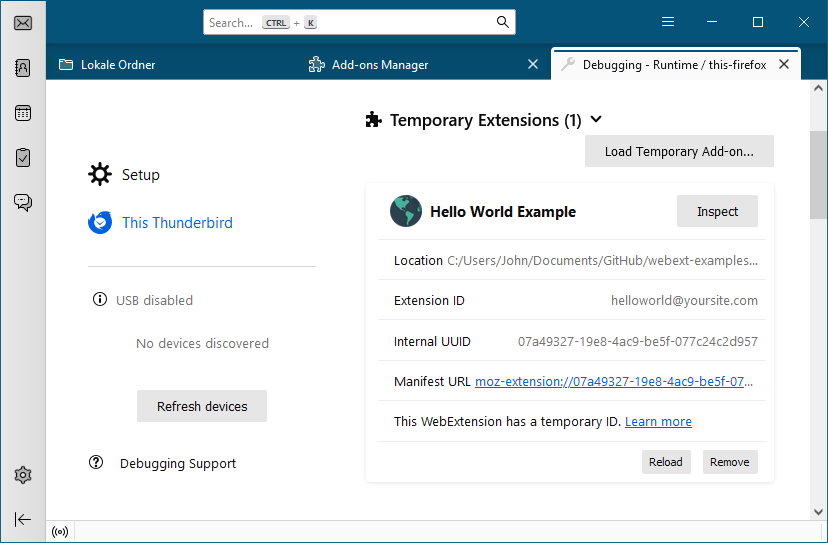 Search... CTRL + K
Lokale Ordner
Add-ons Manager
Debugging - Runtime / this-firefox
Setup
This Thunderbird
USB disabled
No devices discovered
Refresh devices
Debugging Support
Temporary Extensions (1)
Load Temporary Add-on...
Hello World Example
Inspect
Location C:/Users/John/Documents/GitHub/webext-examples...
Extension ID helloworld@yoursite.com
Internal UUID 07a49327-19e8-4ac9-be5f-077c24c2d957
Manifest URL moz-extension://07a49327-19e8-4ac9-be5f-07...
This WebExtension has a temporary ID. Learn more
Reload
Remove